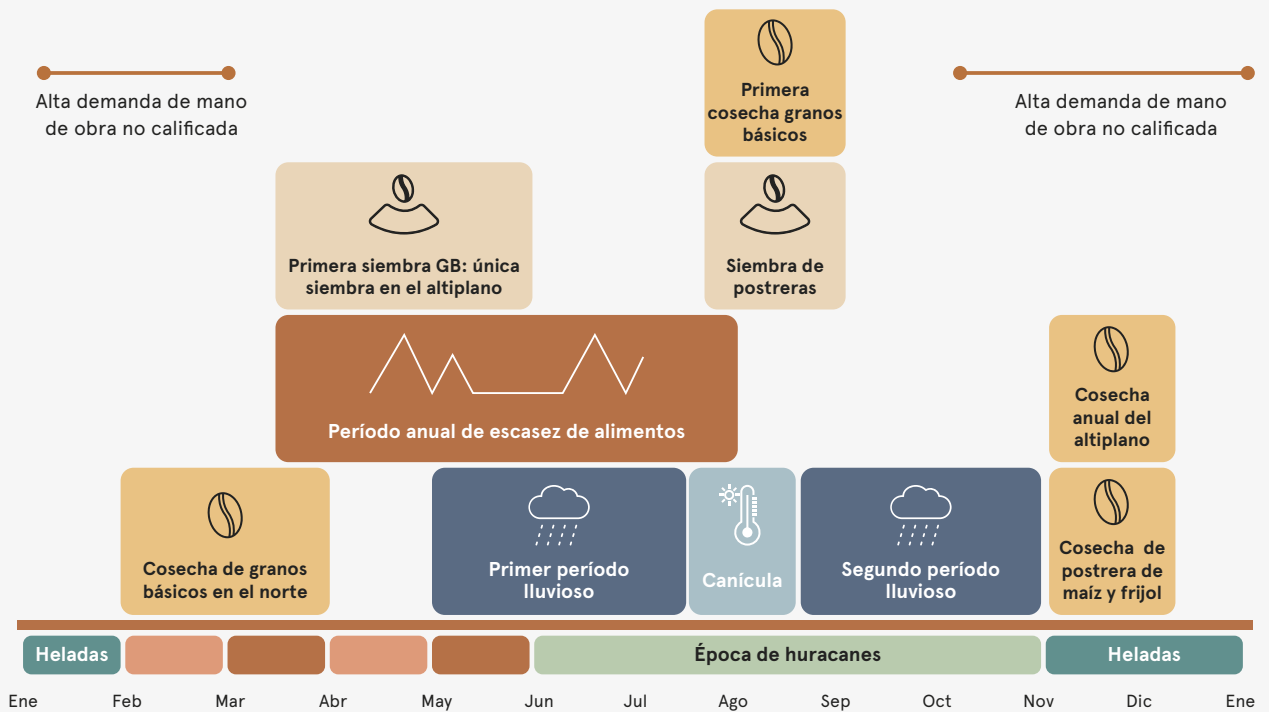 Primera
cosecha granos
básicos
Alta demanda de mano
de obra no calificada
Alta demanda de mano
de obra no calificada
Primera siembra GB: única
siembra en el altiplano
Siembra de
postreras
Período anual de escasez de alimentos
Cosecha
anual del
altiplano
Cosecha de granos
básicos en el norte
Primer período
lluvioso
Canícula
Segundo período
lluvioso
Cosecha de
postrera de
maíz y frijol
Heladas
Época de huracanes
Heladas
Ene Feb Mar Abr May Jun Jul Ago Sep Oct Nov Dic Ene